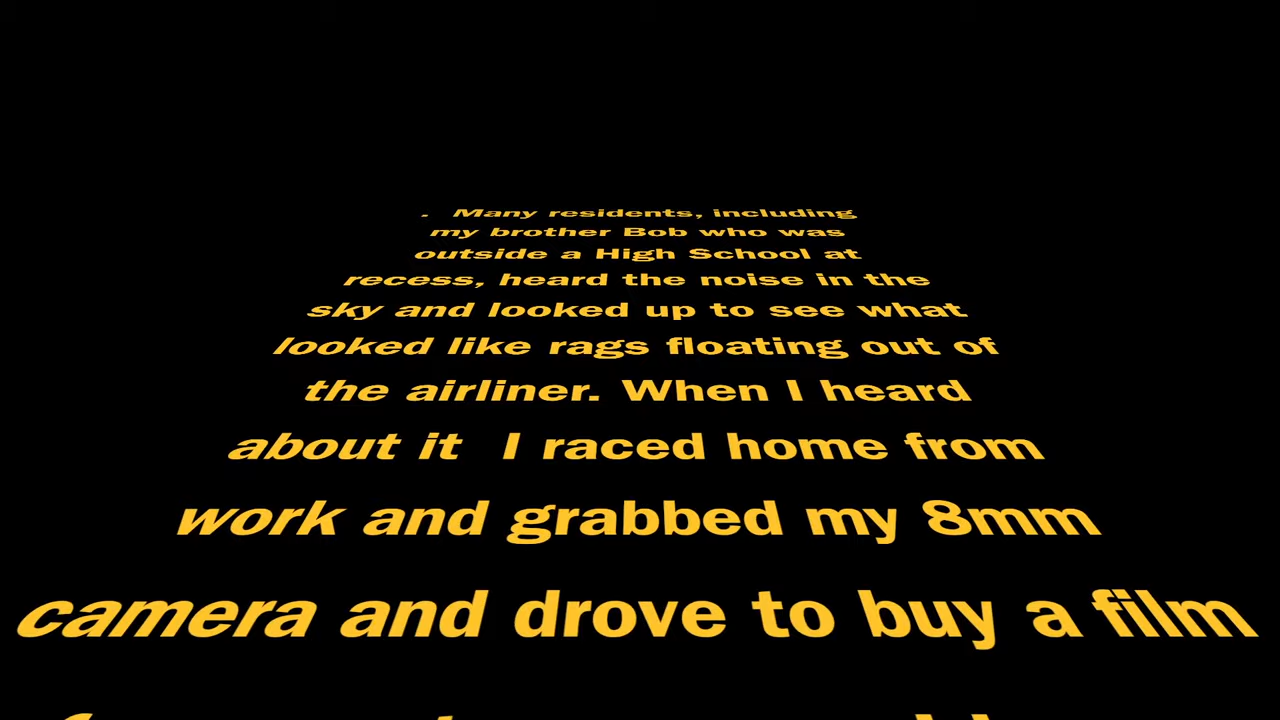 . Many residents, including
my brother Bob who was
outside a High School at
recess, heard the noise in the
sky and looked up to see what
looked like rags floating out of
the airliner. When I heard
about it I raced home from
work and grabbed my 8mm
camera and drove to buy a film